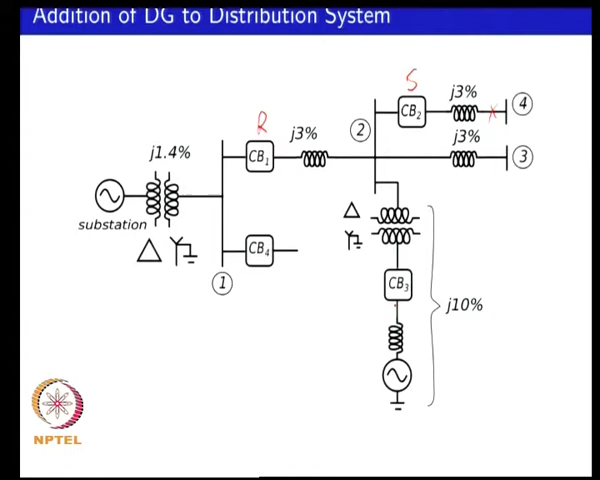 Addition of DG to Distribution System
S
j3%
CB2
4
R
j3%
2
j3%
j1.4%
CB1
3
substation
Δ
Δ
CB4
1
CB3
j10%
NPTEL